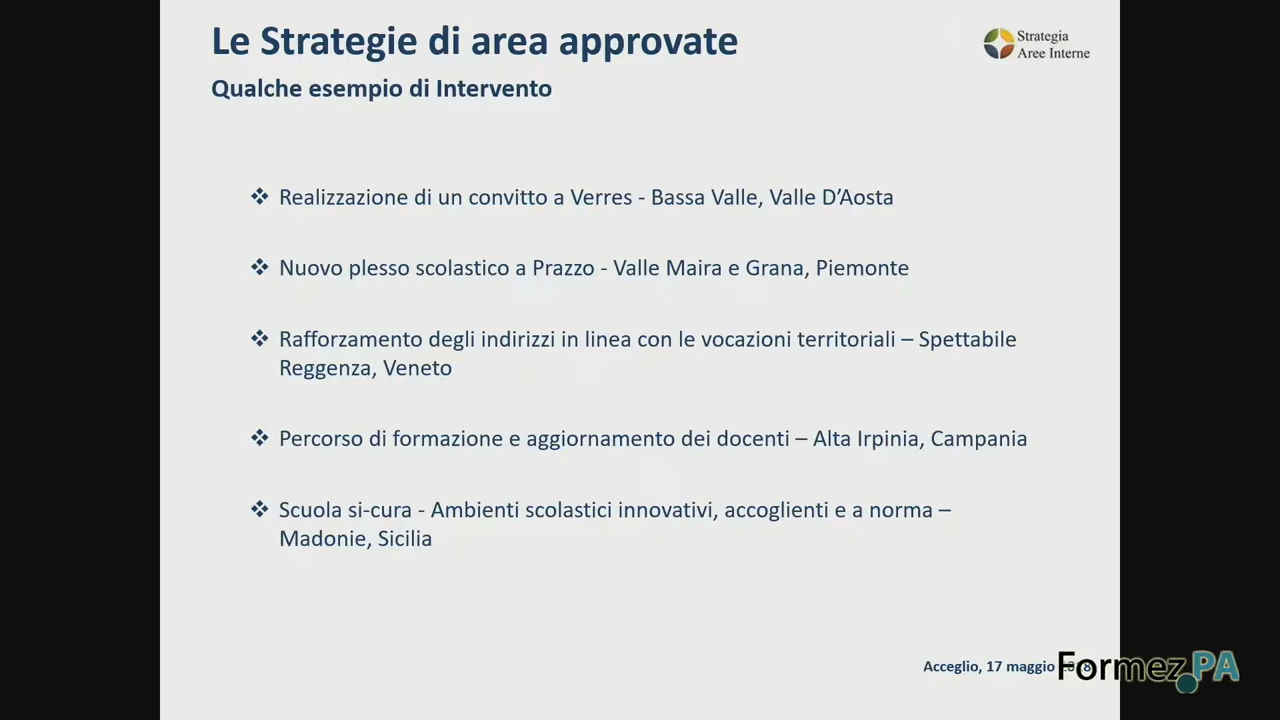 Le Strategie di area approvate
Strategia
Aree Interne
Qualche esempio di Intervento
❖ Realizzazione di un convitto a Verres - Bassa Valle, Valle D’Aosta
❖ Nuovo plesso scolastico a Prazzo - Valle Maira e Grana, Piemonte
❖ Rafforzamento degli indirizzi in linea con le vocazioni territoriali – Spettabile
Reggenza, Veneto
❖ Percorso di formazione e aggiornamento dei docenti – Alta Irpinia, Campania
❖ Scuola si-cura - Ambienti scolastici innovativi, accoglienti e a norma –
Madonie, Sicilia
Acceglio, 17 maggio
Formez PA